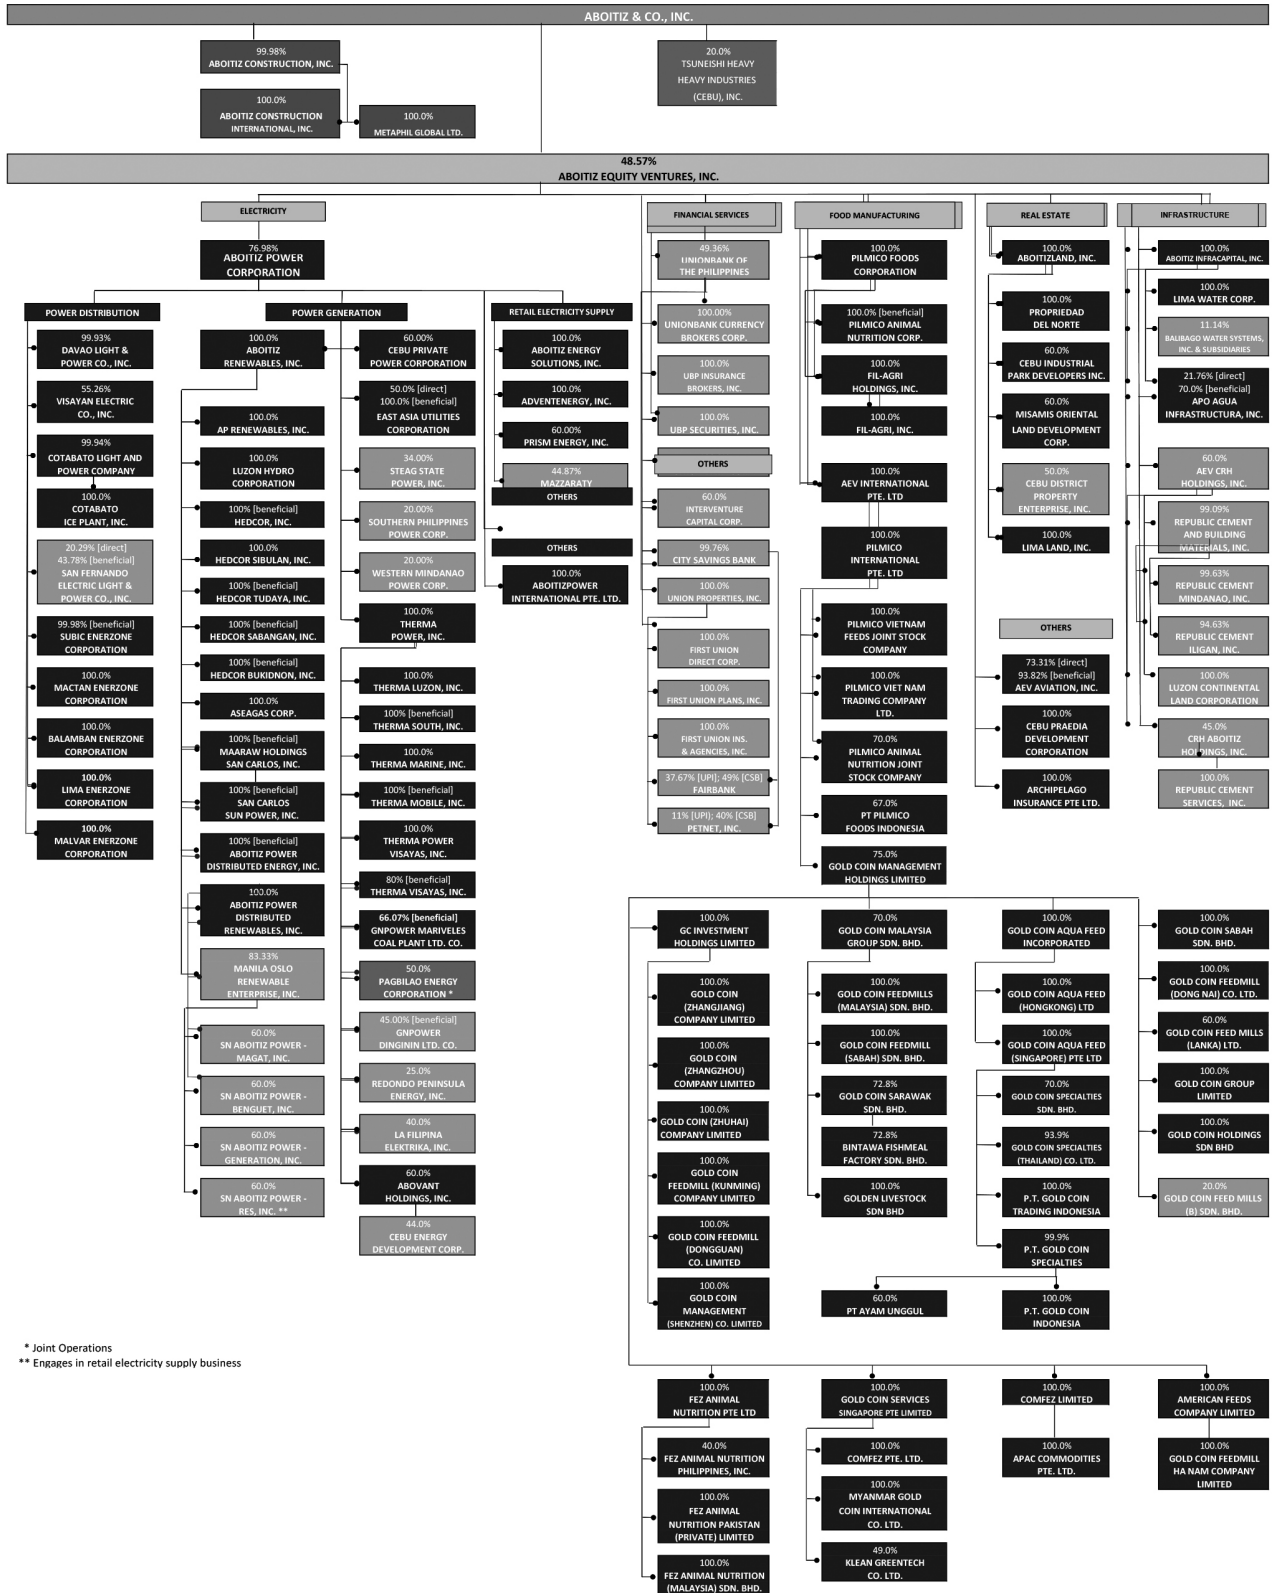 ABOITIZ & CO., INC.
99.98%
ABOITIZ CONSTRUCTION, INC.
100.0%
ABOITIZ CONSTRUCTION
INTERNATIONAL, INC.
100.0%
METAPHIL GLOBAL LTD.
20.0%
TSUNEISHI HEAVY
HEAVY INDUSTRIES
(CEBU), INC.
48.57%
ABOITIZ EQUITY VENTURES, INC.
ELECTRICITY
76.98%
ABOITIZ POWER
CORPORATION
POWER DISTRIBUTION
99.93%
DAVAO LIGHT &
POWER CO., INC.
55.26%
VISAYAN ELECTRIC
CO., INC.
99.94%
COTABATO LIGHT AND
POWER COMPANY
100.0%
COTABATO
ICE PLANT, INC.
20.29% [direct]
43.78% [beneficial]
SAN FERNANDO
ELECTRIC LIGHT &
POWER CO., INC.
99.98% [beneficial]
SUBIC ENERZONE
CORPORATION
100.0%
MACTAN ENERZONE
CORPORATION
100.0%
BALAMBAN ENERZONE
CORPORATION
100.0%
LIMA ENERZONE
CORPORATION
100.0%
MALVAR ENERZONE
CORPORATION
POWER GENERATION
100.0%
ABOITIZ
RENEWABLES, INC.
100.0%
AP RENEWABLES, INC.
100.0%
LUZON HYDRO
CORPORATION
100% [beneficial]
HEDCOR, INC.
100.0%
HEDCOR SIBULAN, INC.
100% [beneficial]
HEDCOR TUDAYA, INC.
100% [beneficial]
HEDCOR SABANGAN, INC.
100% [beneficial]
HEDCOR BUKIDNON, INC.
100.0%
ASEAGAS CORP.
100% [beneficial]
MAARAW HOLDINGS
SAN CARLOS, INC.
100% [beneficial]
SAN CARLOS
SUN POWER, INC.
100% [beneficial]
ABOITIZ POWER
DISTRIBUTED ENERGY, INC.
100.0%
ABOITIZ POWER
DISTRIBUTED
RENEWABLES, INC.
83.33%
MANILA OSLO
RENEWABLE
ENTERPRISE, INC.
60.0%
SN ABOITIZ POWER -
MAGAT, INC.
60.0%
SN ABOITIZ POWER -
BENGUET, INC.
60.0%
SN ABOITIZ POWER -
GENERATION, INC.
60.0%
SN ABOITIZ POWER -
RES, INC. **
60.00%
CEBU PRIVATE
POWER CORPORATION
50.0% [direct]
100.0% [beneficial]
EAST ASIA UTILITIES
CORPORATION
34.00%
STEAG STATE
POWER, INC.
20.00%
SOUTHERN PHILIPPINES
POWER CORP.
20.00%
WESTERN MINDANAO
POWER CORP.
100.0%
THERMA
POWER, INC.
100.0%
THERMA LUZON, INC.
100% [beneficial]
THERMA SOUTH, INC.
100.0%
THERMA MARINE, INC.
100% [beneficial]
THERMA MOBILE, INC.
100.0%
THERMA POWER
VISAYAS, INC.
80% [beneficial]
THERMA VISAYAS, INC.
66.07% [beneficial]
GNPOWER MARIVELES
COAL PLANT LTD. CO.
50.0%
PAGBILAO ENERGY
CORPORATION *
45.00% [beneficial]
GNPOWER
DINGININ LTD. CO.
25.0%
REDONDO PENINSULA
ENERGY, INC.
40.0%
LA FILIPINA
ELEKTRIKA, INC.
60.0%
ABOVANT
HOLDINGS, INC.
44.0%
CEBU ENERGY
DEVELOPMENT CORP.
RETAIL ELECTRICITY SUPPLY
100.0%
ABOITIZ ENERGY
SOLUTIONS, INC.
100.0%
ADVENTENERGY, INC.
60.00%
PRISM ENERGY, INC.
44.87%
MAZZARATY
OTHERS
OTHERS
100.0%
ABOITIZPOWER
INTERNATIONAL PTE. LTD.
FINANCIAL SERVICES
49.36%
UNIONBANK OF
THE PHILIPPINES
100.00%
UNIONBANK CURRENCY
BROKERS CORP.
100.0%
UBP INSURANCE
BROKERS, INC.
100.0%
UBP SECURITIES, INC.
OTHERS
60.0%
INTERVENTURE
CAPITAL CORP.
99.76%
CITY SAVINGS BANK
100.0%
UNION PROPERTIES, INC.
100.0%
FIRST UNION
DIRECT CORP.
100.0%
FIRST UNION PLANS, INC.
100.0%
FIRST UNION INS.
& AGENCIES, INC.
37.67% [UPI]; 49% [CSB]
FAIRBANK
11% [UPI]; 40% [CSB]
PETNET, INC.
FOOD MANUFACTURING
100.0%
PILMICO FOODS
CORPORATION
100.0% [beneficial]
PILMICO ANIMAL
NUTRITION CORP.
100.0%
FIL-AGRI
HOLDINGS, INC.
100.0%
FIL-AGRI, INC.
100.0%
AEV INTERNATIONAL
PTE. LTD
100.0%
PILMICO
INTERNATIONAL
PTE. LTD
100.0%
PILMICO VIETNAM
FEEDS JOINT STOCK
COMPANY
100.0%
PILMICO VIET NAM
TRADING COMPANY
LTD.
70.0%
PILMICO ANIMAL
NUTRITION JOINT
STOCK COMPANY
67.0%
PT PILMICO
FOODS INDONESIA
75.0%
GOLD COIN MANAGEMENT
HOLDINGS LIMITED
REAL ESTATE
100.0%
ABOITIZLAND, INC.
100.0%
PROPRIEDAD
DEL NORTE
60.0%
CEBU INDUSTRIAL
PARK DEVELOPERS INC.
60.0%
MISAMIS ORIENTAL
LAND DEVELOPMENT
CORP.
50.0%
CEBU DISTRICT
PROPERTY
ENTERPRISE, INC.
100.0%
LIMA LAND, INC.
OTHERS
73.31% [direct]
93.82% [beneficial]
AEV AVIATION, INC.
100.0%
CEBU PRAEDIA
DEVELOPMENT
CORPORATION
100.0%
ARCHIPELAGO
INSURANCE PTE LTD.
INFRASTRUCTURE
100.0%
ABOITIZ INFRACAPITAL, INC.
100.0%
LIMA WATER CORP.
11.14%
BALIBAGO WATER SYSTEMS,
INC. & SUBSIDIARIES
21.76% [direct]
70.0% [beneficial]
APO AGUA
INFRASTRUCTURA, INC.
60.0%
AEV CRH
HOLDINGS, INC.
99.09%
REPUBLIC CEMENT
AND BUILDING
MATERIALS, INC.
99.63%
REPUBLIC CEMENT
MINDANAO, INC.
94.63%
REPUBLIC CEMENT
ILIGAN, INC.
100.0%
LUZON CONTINENTAL
LAND CORPORATION
45.0%
CRH ABOITIZ
HOLDINGS, INC.
100.0%
REPUBLIC CEMENT
SERVICES, INC.
100.0%
GC INVESTMENT
HOLDINGS LIMITED
100.0%
GOLD COIN
(ZHANGJIANG)
COMPANY LIMITED
100.0%
GOLD COIN
(ZHANGZHOU)
COMPANY LIMITED
100.0%
GOLD COIN (ZHUHAI)
COMPANY LIMITED
100.0%
GOLD COIN
FEEDMILL (KUNMING)
COMPANY LIMITED
100.0%
GOLD COIN FEEDMILL
(DONGGUAN)
CO. LIMITED
100.0%
GOLD COIN
MANAGEMENT
(SHENZHEN) CO. LIMITED
70.0%
GOLD COIN MALAYSIA
GROUP SDN. BHD.
100.0%
GOLD COIN FEEDMILLS
(MALAYSIA) SDN. BHD.
100.0%
GOLD COIN FEEDMILL
(SABAH) SDN. BHD.
72.8%
GOLD COIN SARAWAK
SDN. BHD.
72.8%
BINTAWA FISHMEAL
FACTORY SDN. BHD.
100.0%
GOLDEN LIVESTOCK
SDN BHD
100.0%
GOLD COIN AQUA FEED
INCORPORATED
100.0%
GOLD COIN AQUA FEED
(HONGKONG) LTD
100.0%
GOLD COIN AQUA FEED
(SINGAPORE) PTE LTD
70.0%
GOLD COIN SPECIALTIES
SDN. BHD.
93.9%
GOLD COIN SPECIALTIES
(THAILAND) CO. LTD.
100.0%
P.T. GOLD COIN
TRADING INDONESIA
99.9%
P.T. GOLD COIN
SPECIALTIES
60.0%
PT AYAM UNGGUL
100.0%
P.T. GOLD COIN
INDONESIA
100.0%
GOLD COIN SABAH
SDN. BHD.
100.0%
GOLD COIN FEEDMILL
(DONG NAI) CO. LTD.
60.0%
GOLD COIN FEED MILLS
(LANKA) LTD.
100.0%
GOLD COIN GROUP
LIMITED
100.0%
GOLD COIN HOLDINGS
SDN BHD
20.0%
GOLD COIN FEED MILLS
(B) SDN. BHD.
* Joint Operations
** Engages in retail electricity supply business
100.0%
FEZ ANIMAL
NUTRITION PTE LTD
40.0%
FEZ ANIMAL NUTRITION
PHILIPPINES, INC.
100.0%
FEZ ANIMAL
NUTRITION PAKISTAN
(PRIVATE) LIMITED
100.0%
FEZ ANIMAL NUTRITION
(MALAYSIA) SDN. BHD.
100.0%
GOLD COIN SERVICES
SINGAPORE PTE LIMITED
100.0%
COMFEZ PTE. LTD.
100.0%
MYANMAR GOLD
COIN INTERNATIONAL
CO. LTD.
49.0%
KLEAN GREENTECH
CO. LTD.
100.0%
COMFEZ LIMITED
100.0%
APAC COMMODITIES
PTE. LTD.
100.0%
AMERICAN FEEDS
COMPANY LIMITED
100.0%
GOLD COIN FEEDMILL
HA NAM COMPANY
LIMITED